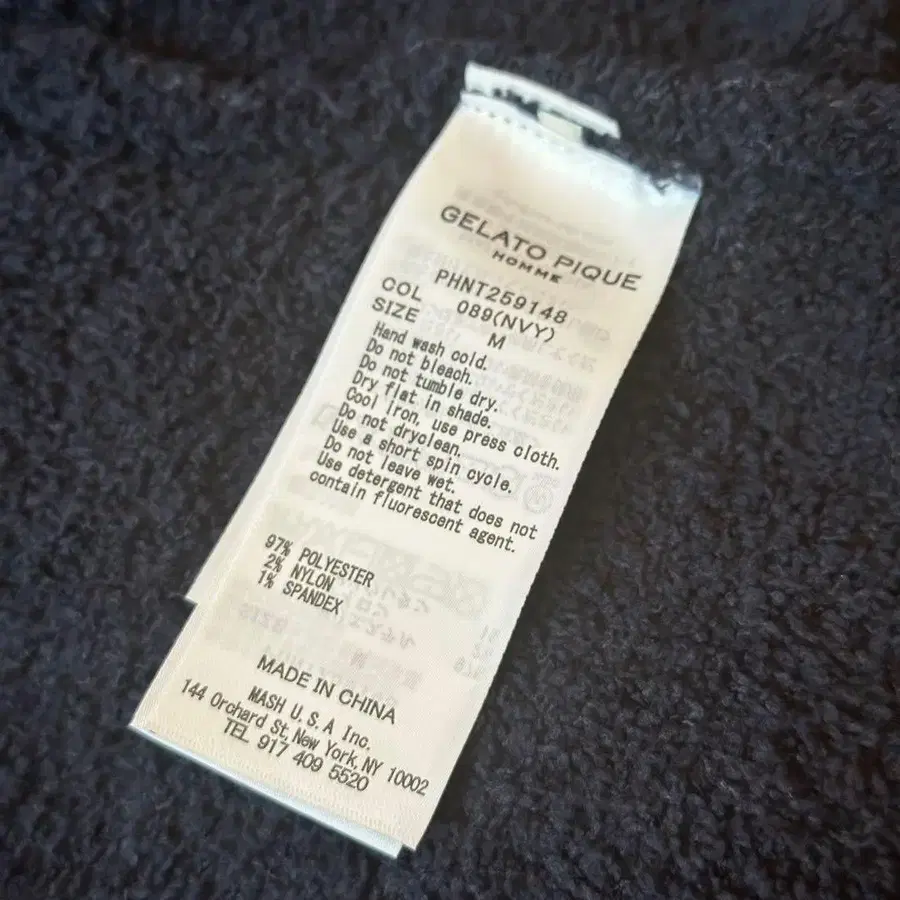 GELATO PIQUE
HOMME
PHNT259148
COL 089(NVY)
SIZE M
Hand wash cold.
Do not bleach.
Do not tumble dry.
Dry flat in shade.
Cool iron, use press cloth.
Do not dryclean.
Use a short spin cycle.
Do not leave wet.
Use detergent that does not
contain fluorescent agent.
97% POLYESTER
2% NYLON
1% SPANDEX
MADE IN CHINA
MASH U.S.A Inc.
144 Orchard St, New York, NY 10002
TEL 917 409 5520